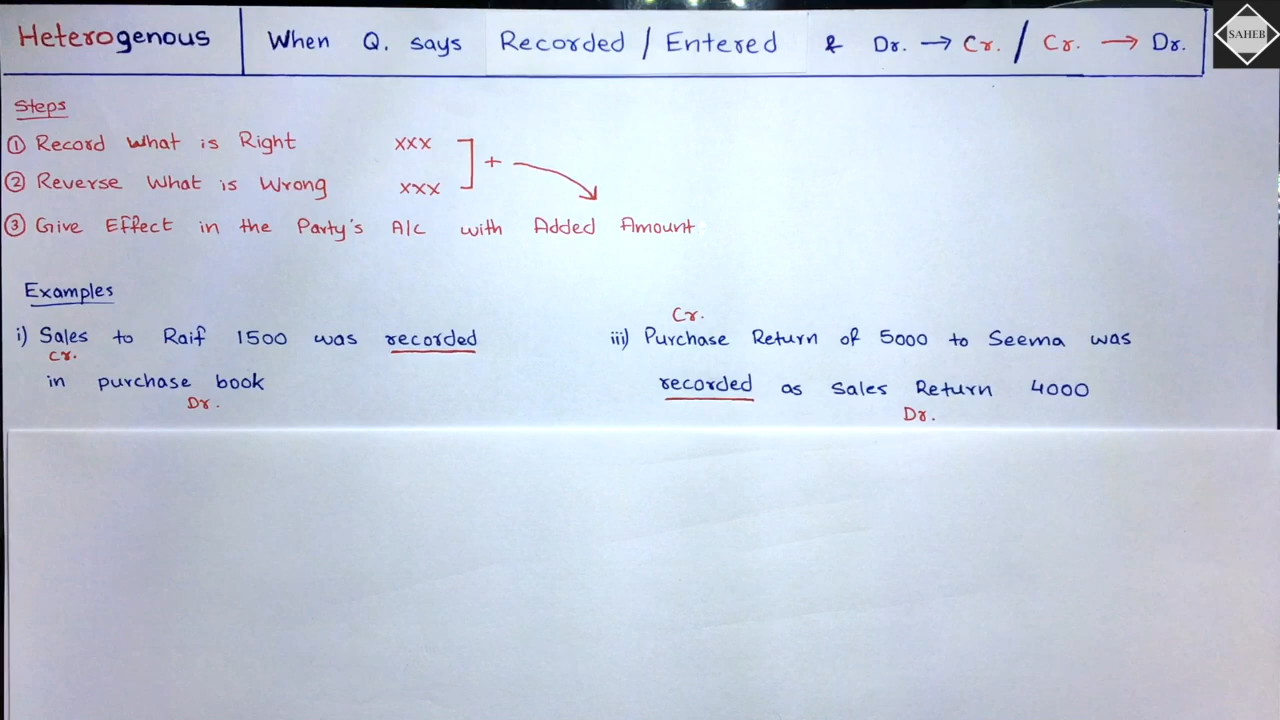 Heterogenous When Q. says Recorded / Entered & Dr. → Cr. / Cr. → Dr.
SAHEB
Steps
① Record What is Right xxx
+
② Reverse What is Wrong xxx
③ Give Effect in the Party's A/c with Added Amount
Examples
i) Sales to Raif 1500 was recorded
Cr.
in purchase book
Dr.
Cr.
iii) Purchase Return of 5000 to Seema was
recorded as Sales Return 4000
Dr.